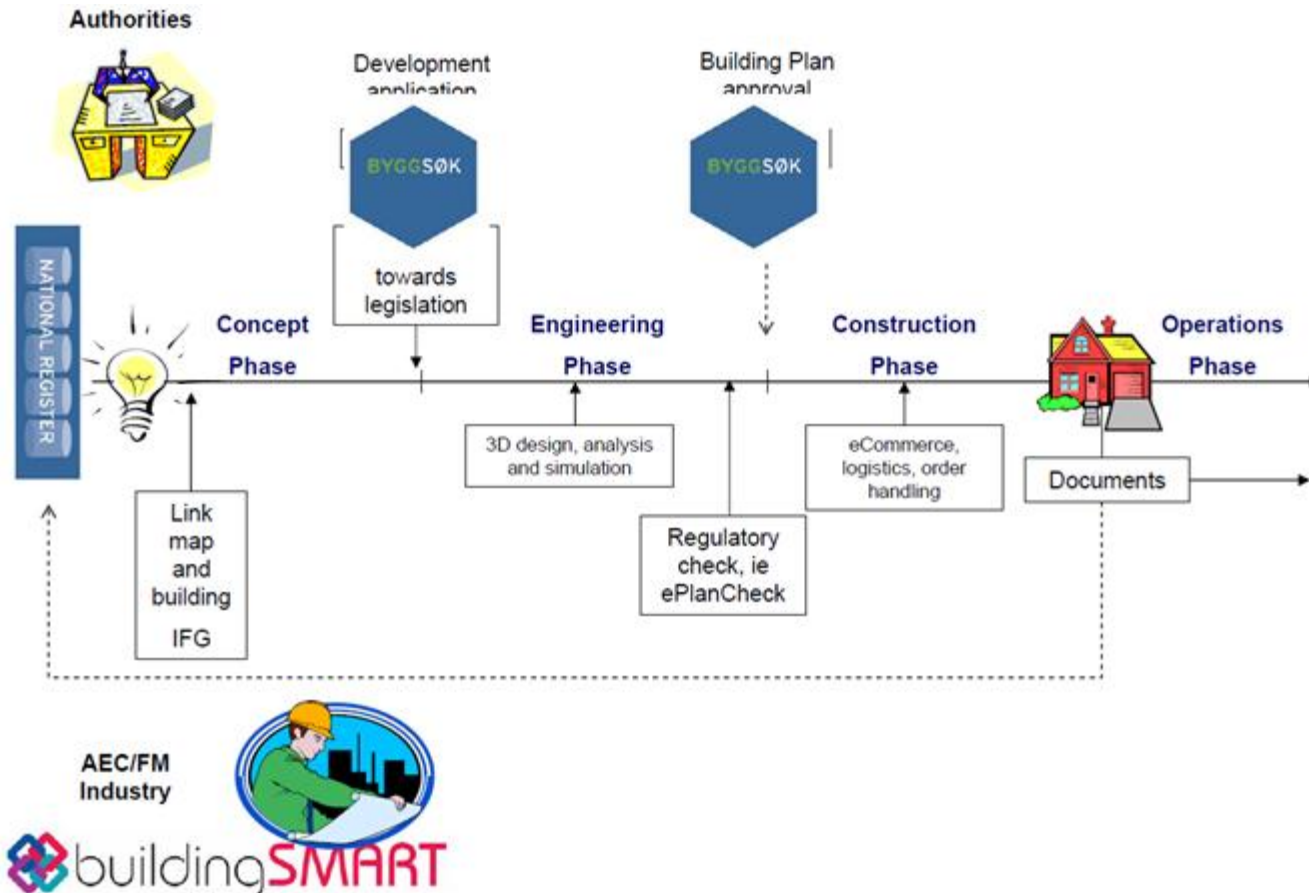 Authorities
Development
application
Building Plan
approval
BYGGSØK
BYGGSØK
towards
legislation
NATIONAL REGISTER
Concept
Phase
Engineering
Phase
Construction
Phase
Operations
Phase
3D design, analysis
and simulation
eCommerce,
logistics, order
handling
Documents
Link
map
and
building
IFG
Regulatory
check, ie
ePlanCheck
AEC/FM
Industry
buildingSMART